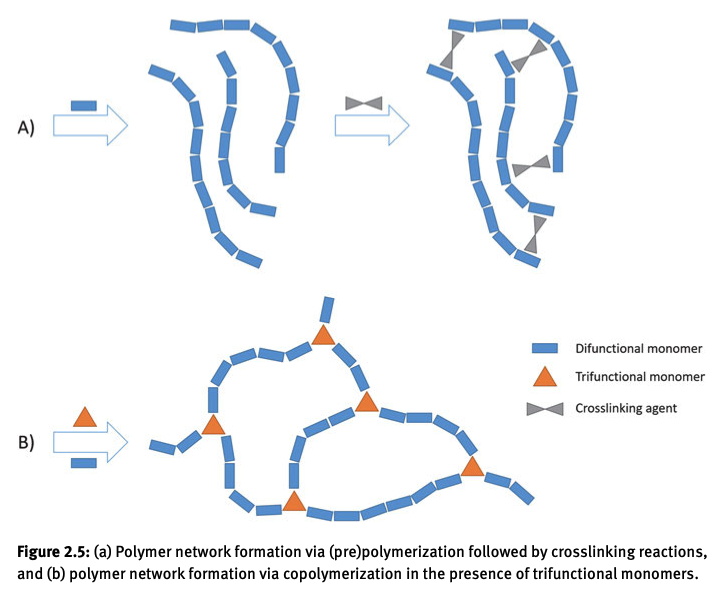 A)
B)
Difunctional monomer
Trifunctional monomer
Crosslinking agent
Figure 2.5: (a) Polymer network formation via (pre)polymerization followed by crosslinking reactions,
and (b) polymer network formation via copolymerization in the presence of trifunctional monomers.